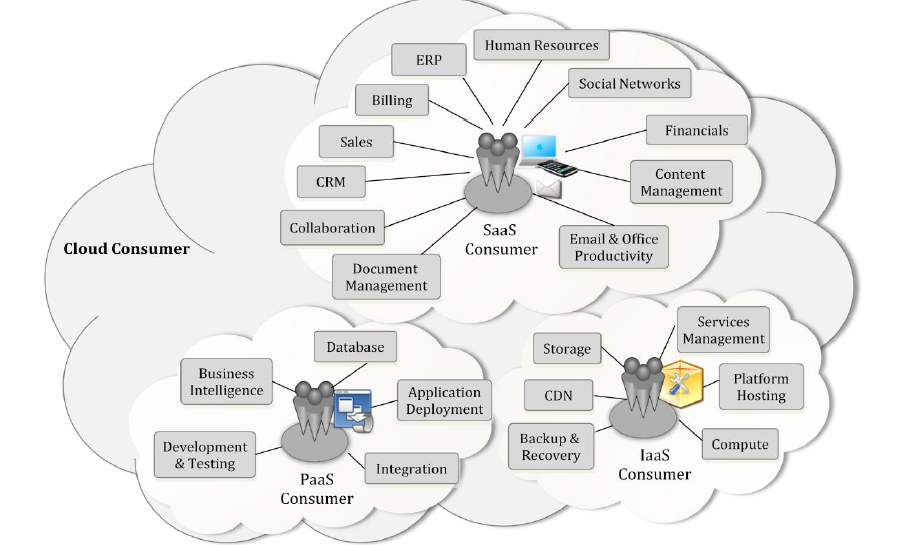 Human Resources
ERP
Social Networks
Billing
Financials
Sales
Content
Management
CRM
Collaboration
SaaS
Consumer
Email & Office
Productivity
Document
Management
Cloud Consumer
Database
Business
Intelligence
Application
Deployment
Development
& Testing
Integration
PaaS
Consumer
Services
Management
Storage
Platform
Hosting
CDN
Backup &
Recovery
Compute
IaaS
Consumer